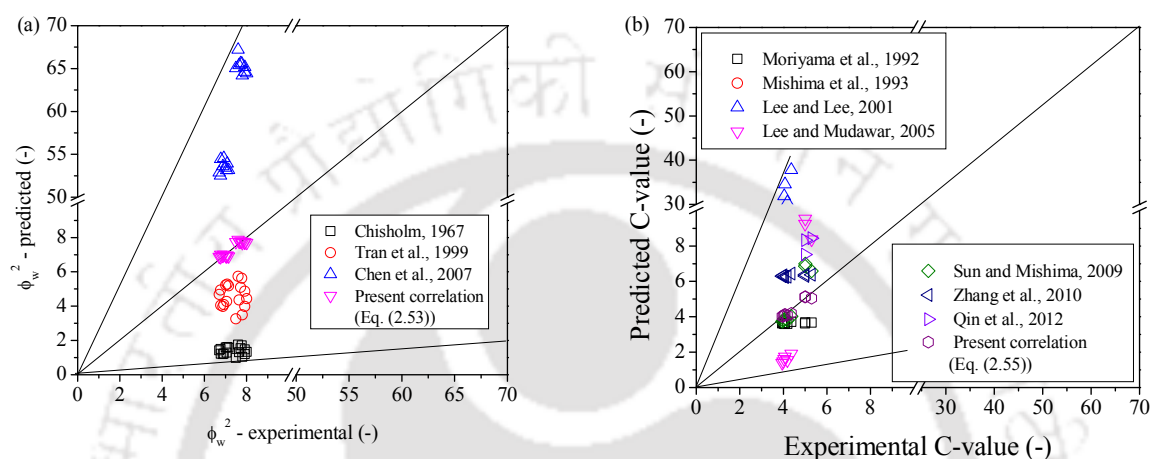 (a)
70
65
60
55
50
8
6
4
2
0
ϕw² - predicted (-)
Chisholm, 1967
Tran et al., 1999
Chen et al., 2007
Present correlation
(Eq. (2.53))
0 2 4 6 8 50 55 60 65 70
ϕw² - experimental (-)
(b)
70
60
50
40
30
8
6
4
2
0
Predicted C-value (-)
Moriyama et al., 1992
Mishima et al., 1993
Lee and Lee, 2001
Lee and Mudawar, 2005
Sun and Mishima, 2009
Zhang et al., 2010
Qin et al., 2012
Present correlation
(Eq. (2.55))
0 2 4 6 8 30 40 50 60 70
Experimental C-value (-)